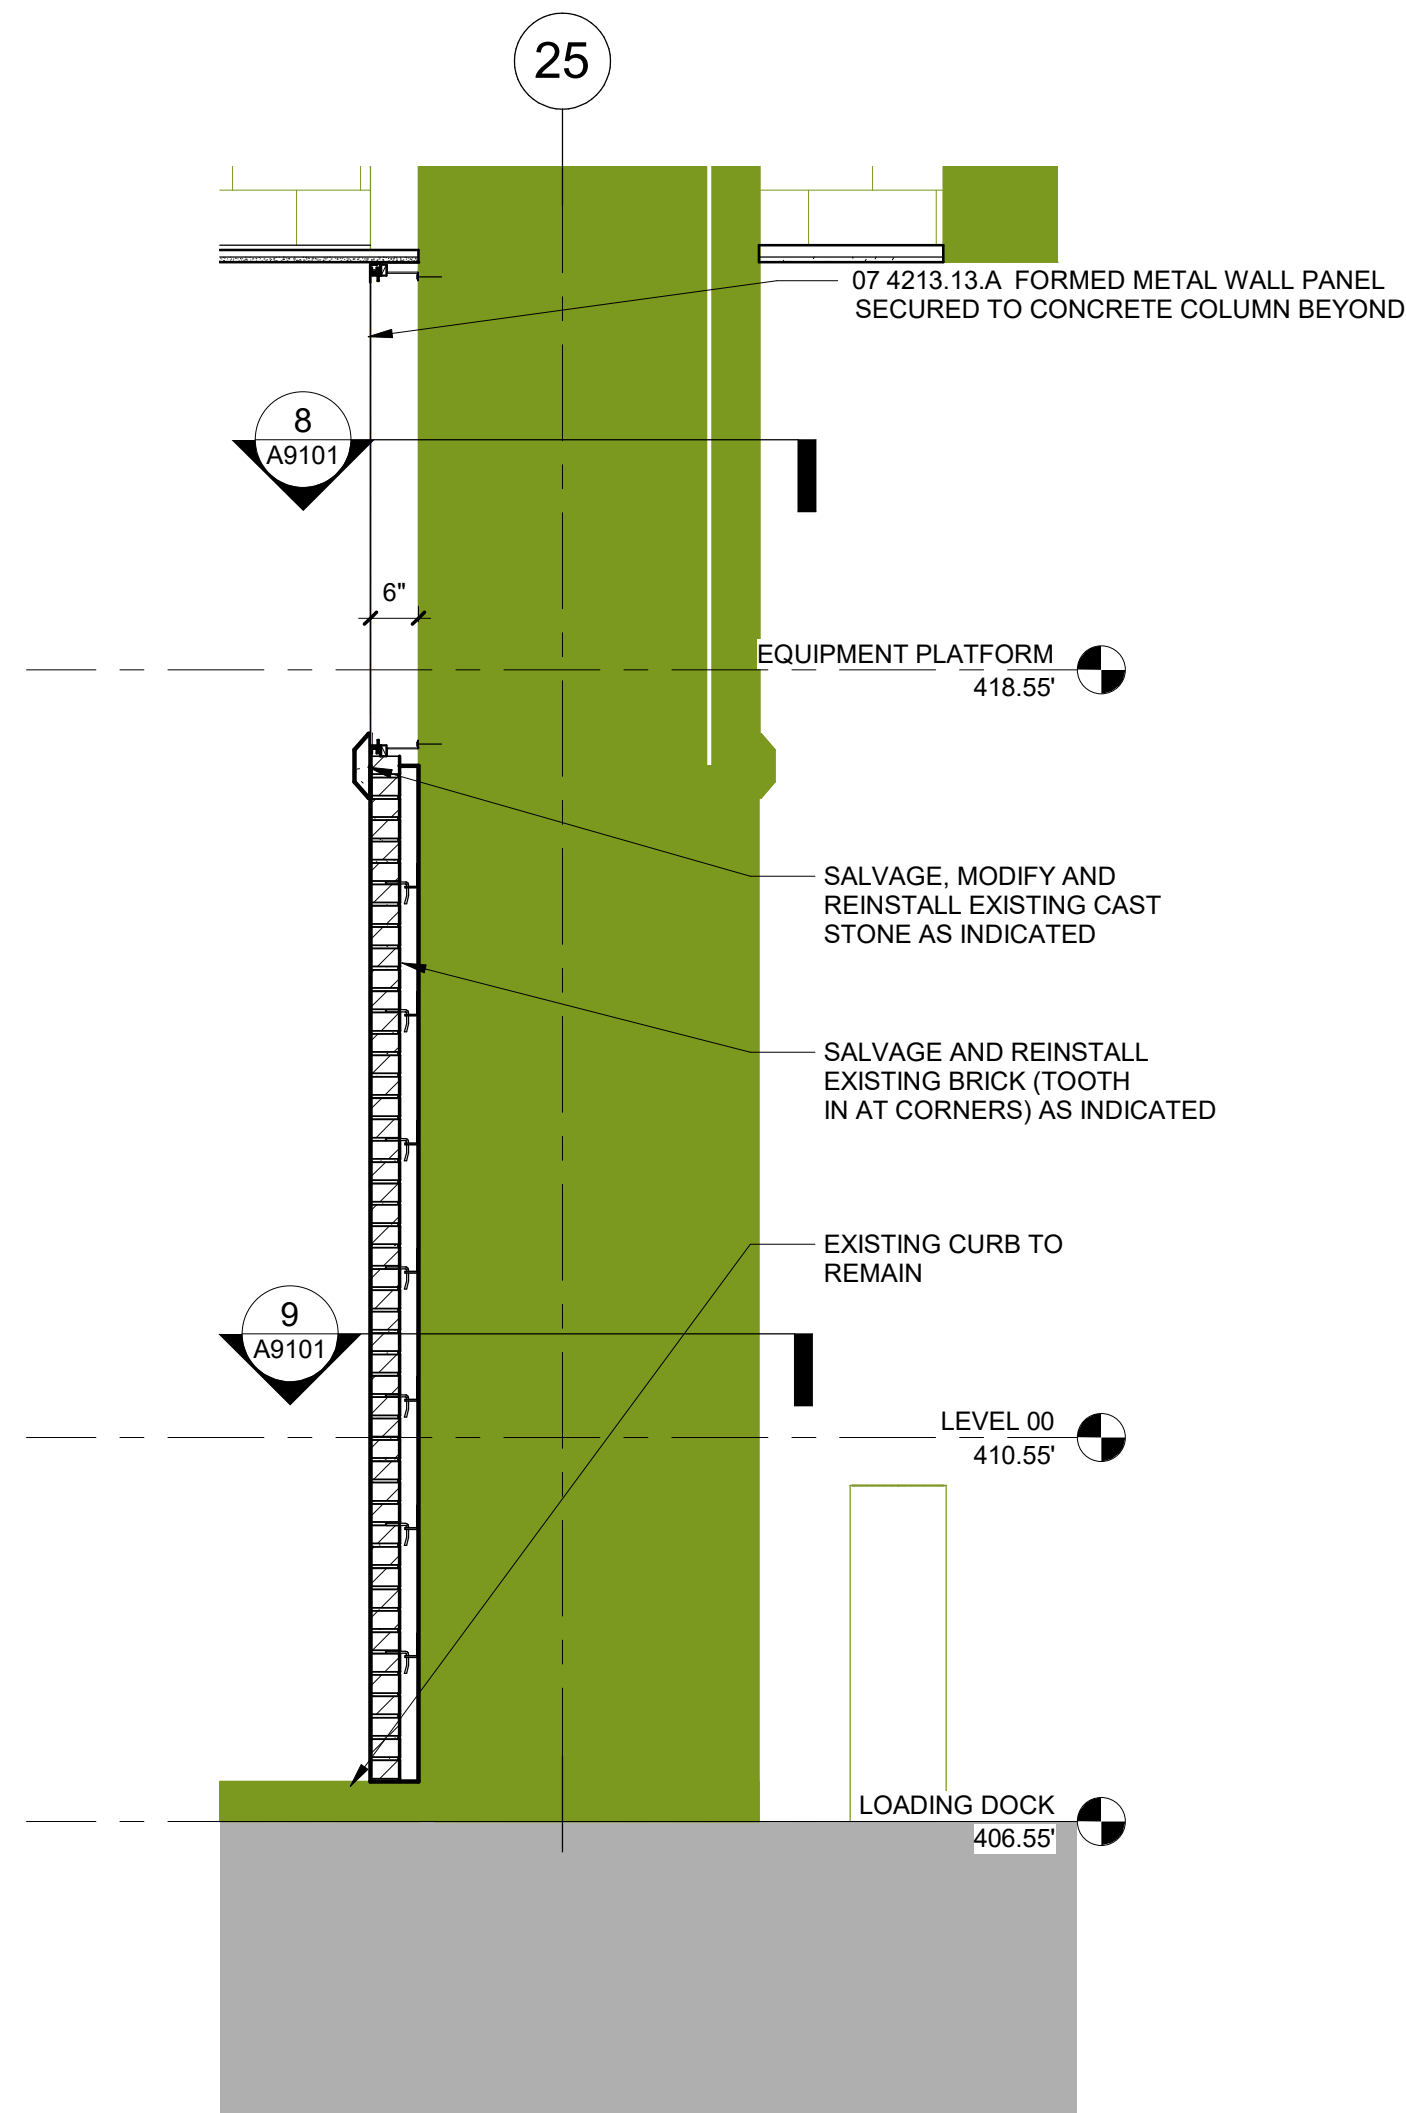 25
07 4213.13.A FORMED METAL WALL PANEL
SECURED TO CONCRETE COLUMN BEYOND
8
A9101
6"
EQUIPMENT PLATFORM
418.55'
SALVAGE, MODIFY AND
REINSTALL EXISTING CAST
STONE AS INDICATED
SALVAGE AND REINSTALL
EXISTING BRICK (TOOTH
IN AT CORNERS) AS INDICATED
EXISTING CURB TO
REMAIN
9
A9101
LEVEL 00
410.55'
LOADING DOCK
406.55'